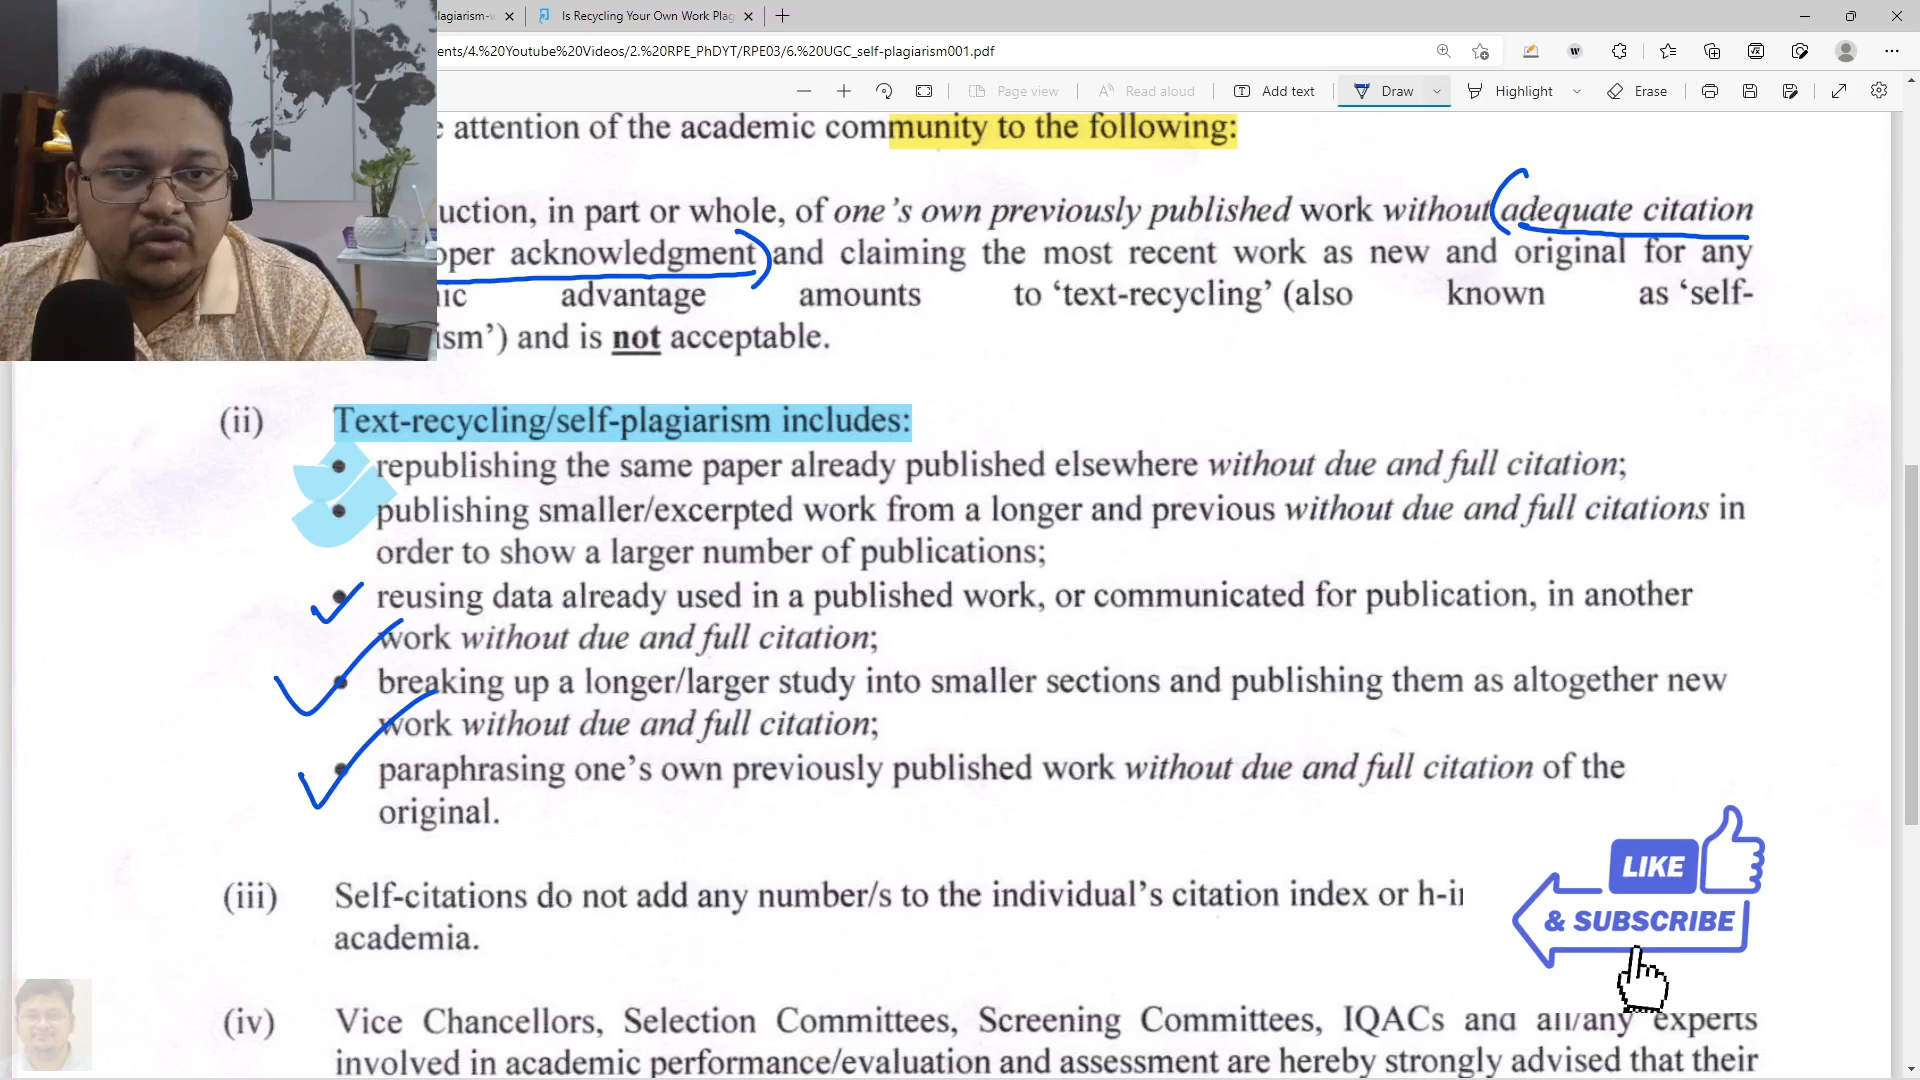 lagiarism-
Is Recycling Your Own Work Plag
ents/4.%20Youtube%20Videos/2.%20RPE_PhDYT/RPE03/6.%20UGC_self-plagiarism001.pdf
Page view
Read aloud
Add text
Draw
Highlight
Erase
e attention of the academic community to the following:
uction, in part or whole, of one's own previously published work without adequate citation
oper acknowledgment and claiming the most recent work as new and original for any
ic advantage amounts to 'text-recycling' (also known as 'self-
ism') and is not acceptable.
(ii) Text-recycling/self-plagiarism includes:
• republishing the same paper already published elsewhere without due and full citation;
• publishing smaller/excerpted work from a longer and previous without due and full citations in
order to show a larger number of publications;
• reusing data already used in a published work, or communicated for publication, in another
work without due and full citation;
• breaking up a longer/larger study into smaller sections and publishing them as altogether new
work without due and full citation;
• paraphrasing one's own previously published work without due and full citation of the
original.
(iii) Self-citations do not add any number/s to the individual's citation index or h-i
academia.
LIKE
& SUBSCRIBE
(iv) Vice Chancellors, Selection Committees, Screening Committees, IQACs and all/any experts
involved in academic performance/evaluation and assessment are hereby strongly advised that their